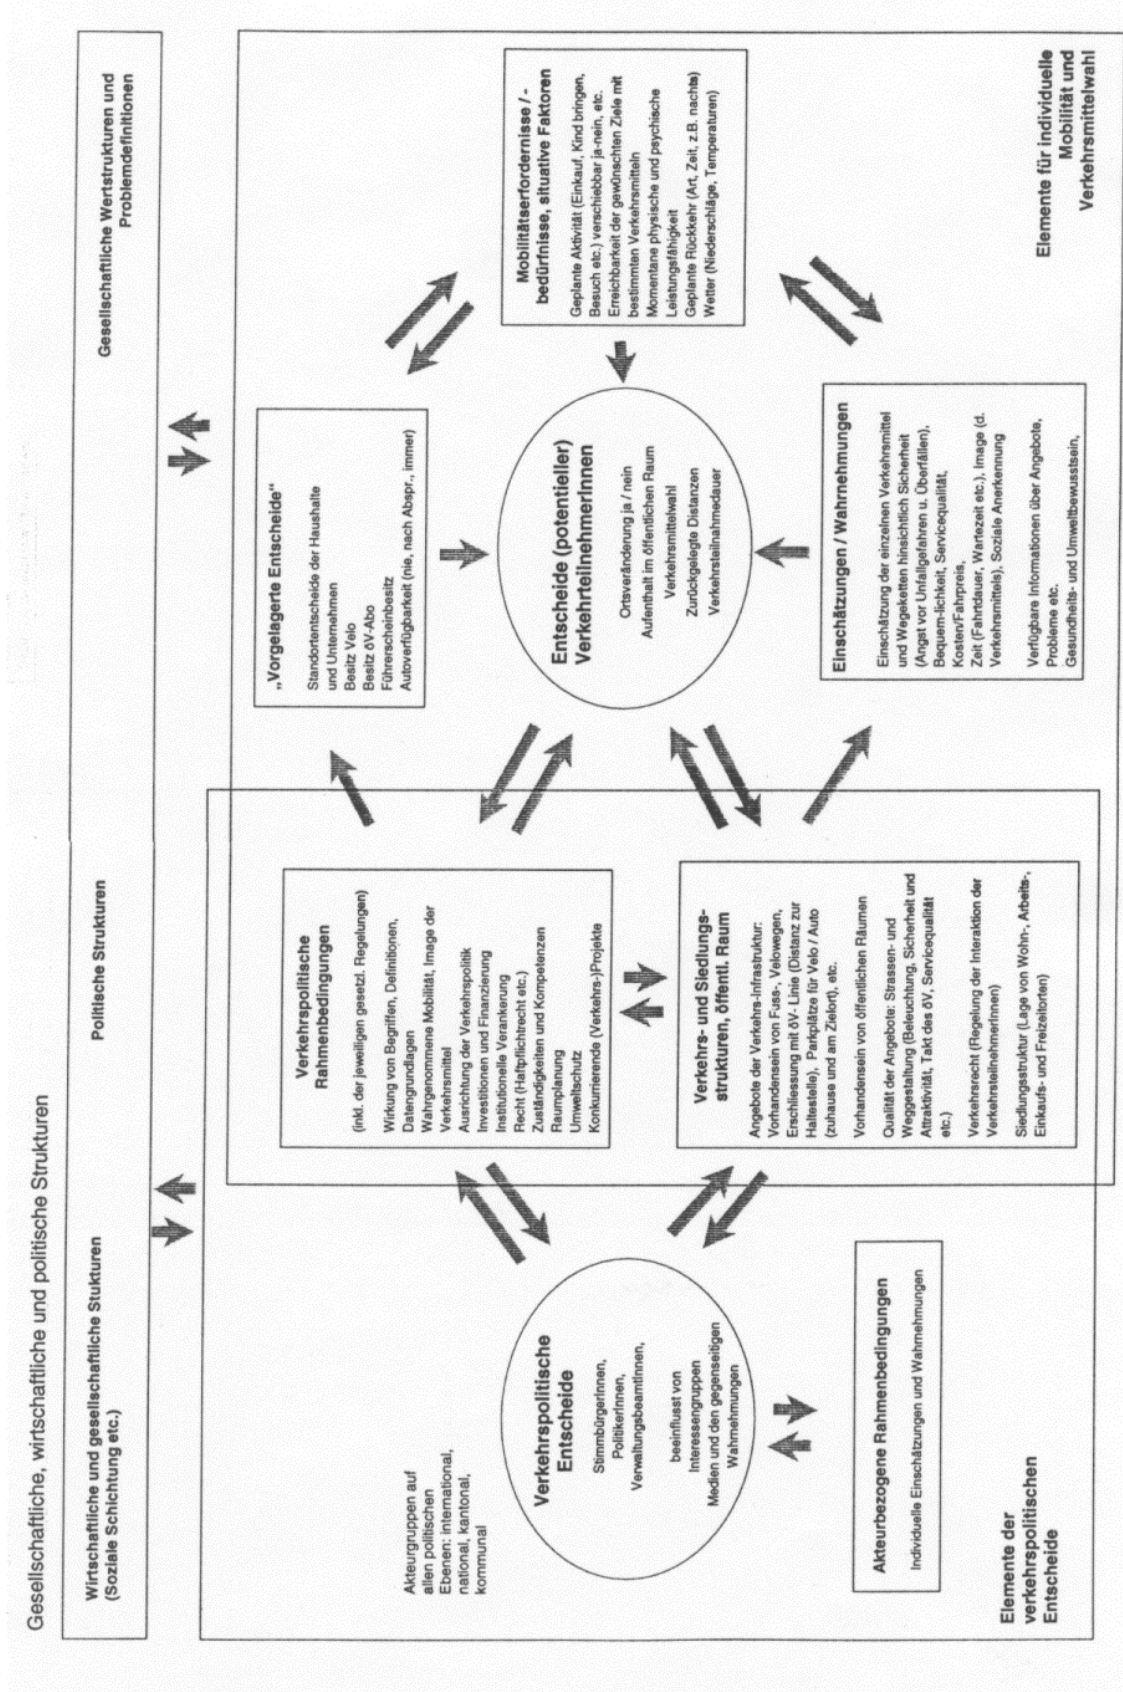 Gesellschaftliche, wirtschaftliche und politische Strukturen
Wirtschaftliche und gesellschaftliche Stukturen
(Soziale Schichtung etc.)
Politische Strukturen
Gesellschaftliche Wertstrukturen und
Problemdefinitionen
Akteurgruppen auf
allen politischen
Ebenen: international,
national, kantonal,
kommunal
Verkehrspolitische
Entscheide
StimmbürgerInnen,
PolitikerInnen,
VerwaltungsbeamtInnen,
beeinflusst von
Interessengruppen
Medien und den gegenseitigen
Wahrnehmungen
Akteurbezogene Rahmenbedingungen
Individuelle Einschätzungen und Wahrnehmungen
Elemente der
verkehrspolitischen
Entscheide
Verkehrspolitische
Rahmenbedingungen
(inkl. der jeweiligen gesetzl. Regelungen)
Wirkung von Begriffen, Definitionen,
Datengrundlagen
Wahrgenommene Mobilität, Image der
Verkehrsmittel
Ausrichtung der Verkehrspolitik
Investitionen und Finanzierung
Institutionelle Verankerung
Recht (Haftpflichtrecht etc.)
Zuständigkeiten und Kompetenzen
Raumplanung
Umweltschutz
Konkurrierende (Verkehrs-)Projekte
Verkehrs- und Siedlungs-
strukturen, öffentl. Raum
Angebote der Verkehrs-Infrastruktur:
Vorhandensein von Fuss-, Velowegen,
Erschliessung mit öV- Linie (Distanz zur
Haltestelle), Parkplätze für Velo / Auto
(zuhause und am Zielort), etc.
Vorhandensein von öffentlichen Räumen
Qualität der Angebote: Strassen- und
Weggestaltung (Beleuchtung, Sicherheit und
Attraktivität, Takt des öV, Servicequalität
etc.)
Verkehrsrecht (Regelung der Interaktion der
VerkehrsteilnehmerInnen)
Siedlungsstruktur (Lage von Wohn-, Arbeits-,
Einkaufs- und Freizeitorten)
„Vorgelagerte Entscheide“
Standortentscheide der Haushalte
und Unternehmen
Besitz Velo
Besitz öV-Abo
Führerscheinbesitz
Autoverfügbarkeit (nie, nach Abspr., immer)
Entscheide (potentieller)
VerkehrteilnehmerInnen
Ortsveränderung ja / nein
Aufenthalt im öffentlichen Raum
Verkehrsmittelwahl
Zurückgelegte Distanzen
Verkehrsteilnahmedauer
Einschätzungen / Wahrnehmungen
Einschätzung der einzelnen Verkehrsmittel
und Wegeketten hinsichtlich Sicherheit
(Angst vor Unfallgefahren u. Überfällen),
Bequem-lichkeit, Servicequalität,
Kosten/Fahrpreis,
Zeit (Fahrtdauer, Wartezeit etc.), Image (d.
Verkehrsmittels), Soziale Anerkennung
Verfügbare Informationen über Angebote,
Probleme etc.
Gesundheits- und Umweltbewusstsein,
Mobilitätserfordernisse / -
bedürfnisse, situative Faktoren
Geplante Aktivität (Einkauf, Kind bringen,
Besuch etc.) verschiebbar ja-nein, etc.
Erreichbarkeit der gewünschten Ziele mit
bestimmten Verkehrsmitteln
Momentane physische und psychische
Leistungsfähigkeit
Geplante Rückkehr (Art, Zeit, z.B. nachts)
Wetter (Niederschläge, Temperaturen)
Elemente für individuelle
Mobilität und
Verkehrsmittelwahl